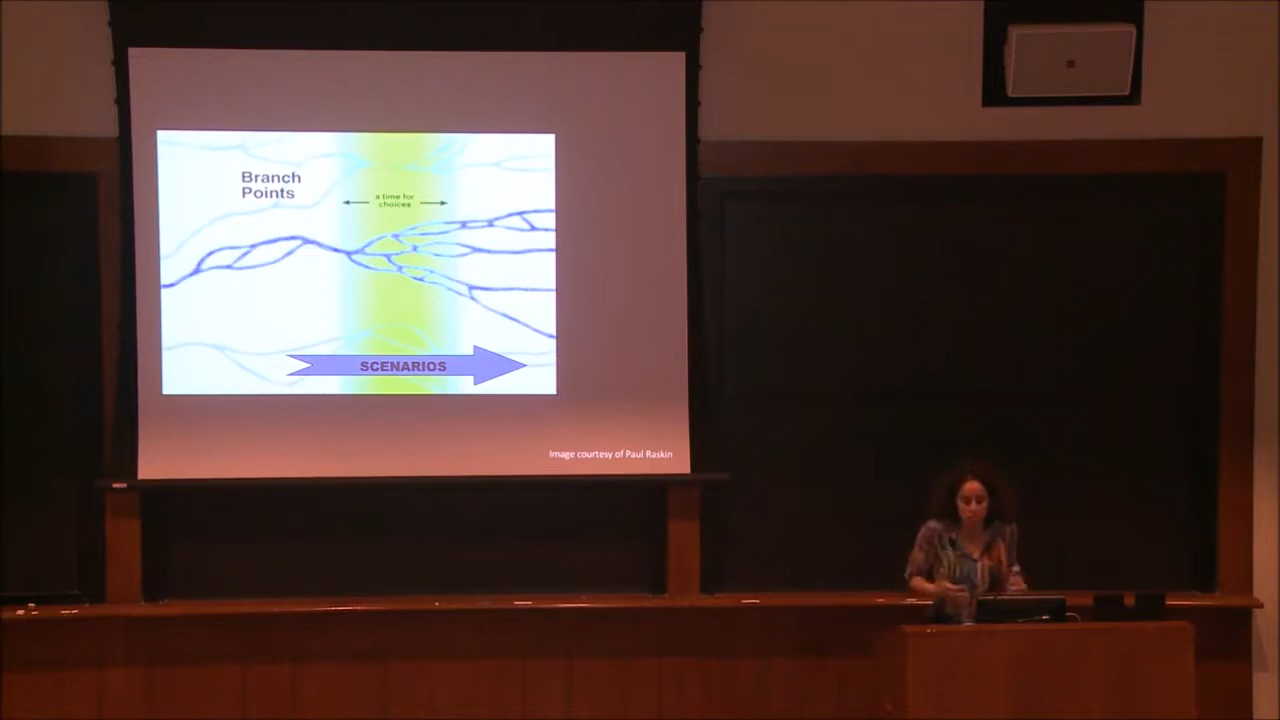 Branch
Points
a time for
choices
SCENARIOS
Image courtesy of Paul Raskin